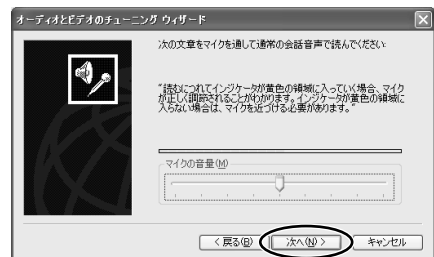 オーディオとビデオのチューニング ウィザード
次の文章をマイクを通して通常の会話音声で読んでください:
"読むにつれてインジケータが黄色の領域に入っていく場合、マイク
が正しく調節されることがわかります。インジケータが黄色の領域に
入らない場合は、マイクを近づける必要があります。"
マイクの音量(M)
< 戻る(B)
次へ(N) >
キャンセル